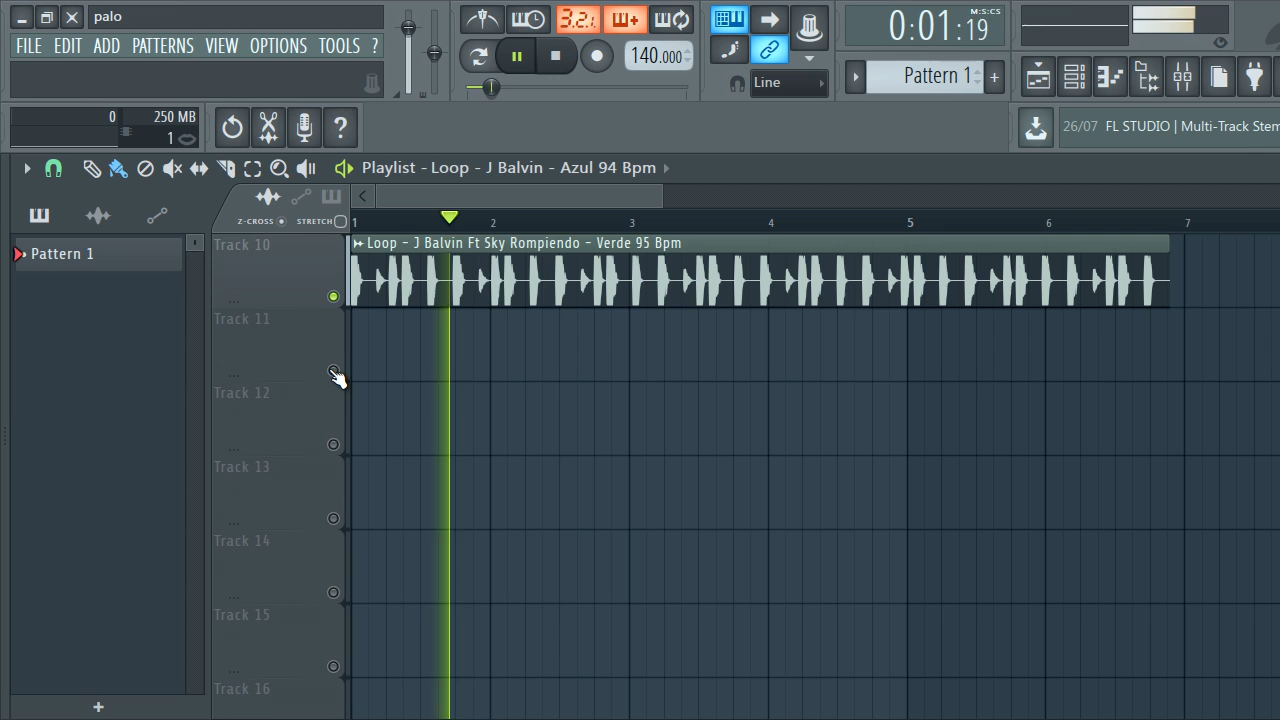 palo
FILE EDIT ADD PATTERNS VIEW OPTIONS TOOLS ?
3.2.1
140.000
Line
M:S:CS
0:01:19
Pattern 1 +
0 250 MB
1
?
26/07 FL STUDIO | Multi-Track Stem
Playlist - Loop - J Balvin - Azul 94 Bpm
Z-CROSS STRETCH
1 2 3 4 5 6 7
Pattern 1
Track 10
Loop - J Balvin Ft Sky Rompiendo - Verde 95 Bpm
...
Track 11
...
Track 12
...
Track 13
...
Track 14
...
Track 15
...
Track 16
+